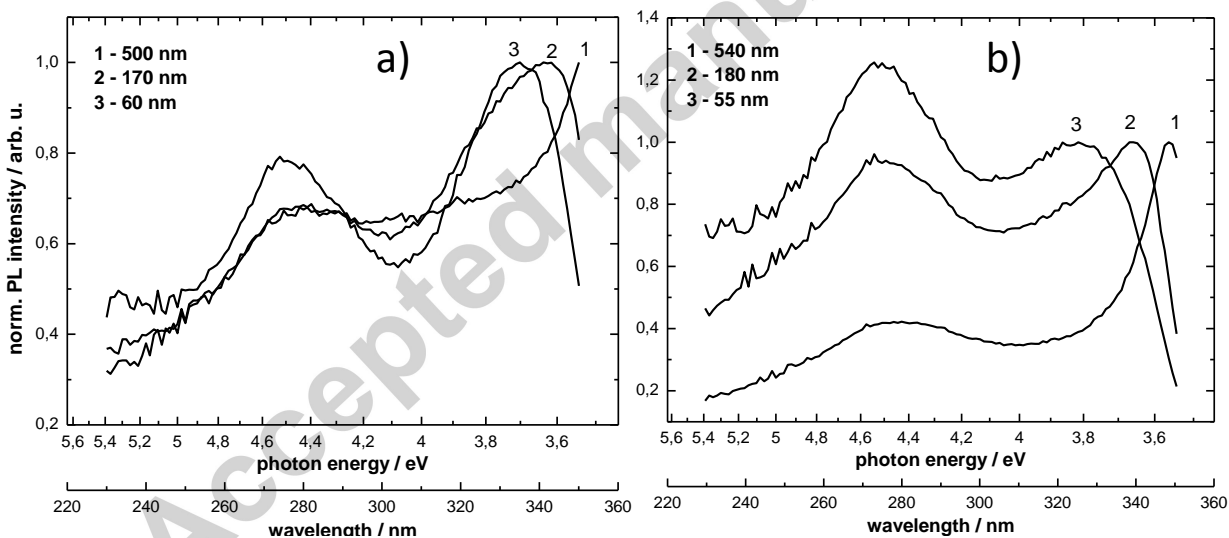 1 - 500 nm
2 - 170 nm
3 - 60 nm
a)
3 2 1
norm. PL intensity / arb. u.
1,0
0,8
0,6
0,4
0,2
5,6 5,4 5,2 5 4,8 4,6 4,4 4,2 4 3,8 3,6
photon energy / eV
220 240 260 280 300 320 340 360
wavelength / nm
1 - 540 nm
2 - 180 nm
3 - 55 nm
b)
3 2 1
1,4
1,2
1,0
0,8
0,6
0,4
0,2
5,6 5,4 5,2 5 4,8 4,6 4,4 4,2 4 3,8 3,6
photon energy / eV
220 240 260 280 300 320 340 360
wavelength / nm
Accepted manu